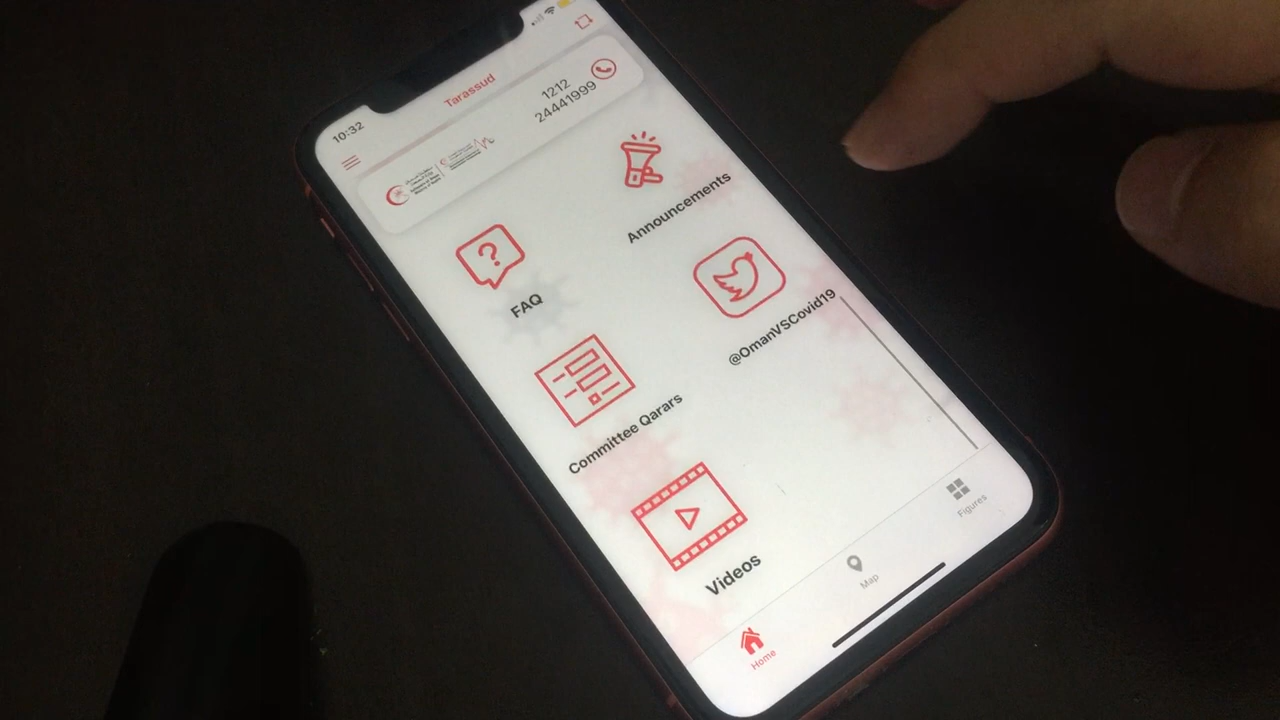 10:32
Tarassud
1212
24441999
FAQ
Announcements
Committee Qarars
@OmanVSCovid19
Videos
Home
Map
Figures